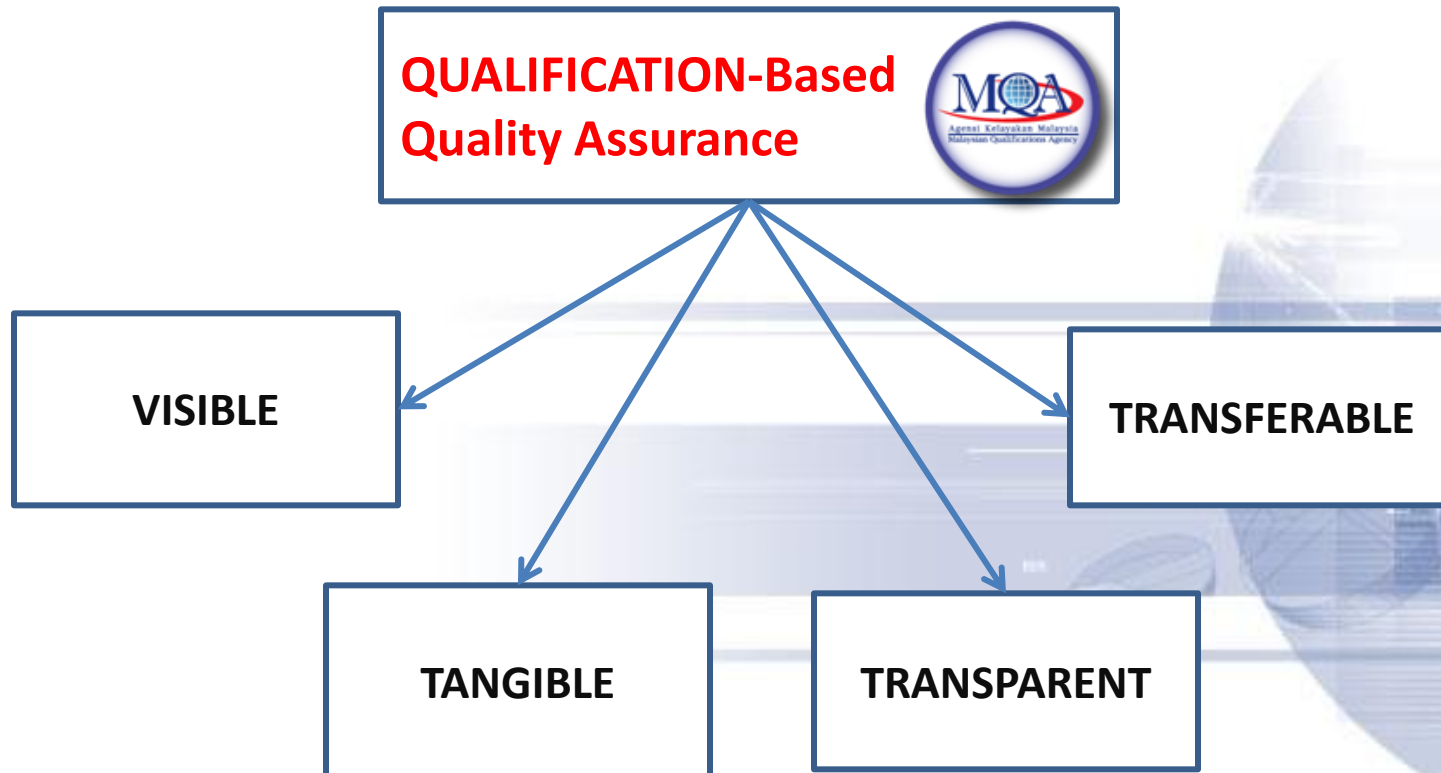 QUALIFICATION-Based
Quality Assurance
MQA
Agensi Kelayakan Malaysia
Malaysian Qualifications Agency
VISIBLE
TRANSFERABLE
TANGIBLE
TRANSPARENT